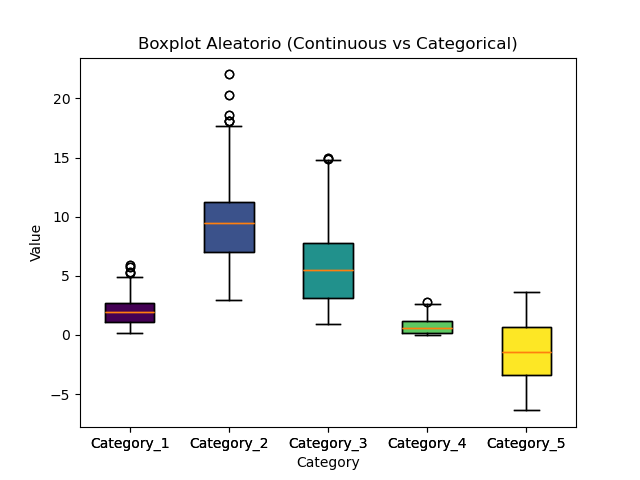 Boxplot Aleatorio (Continuous vs Categorical)
20
15
10
5
0
−5
Value
Category_1 Category_2 Category_3 Category_4 Category_5
Category